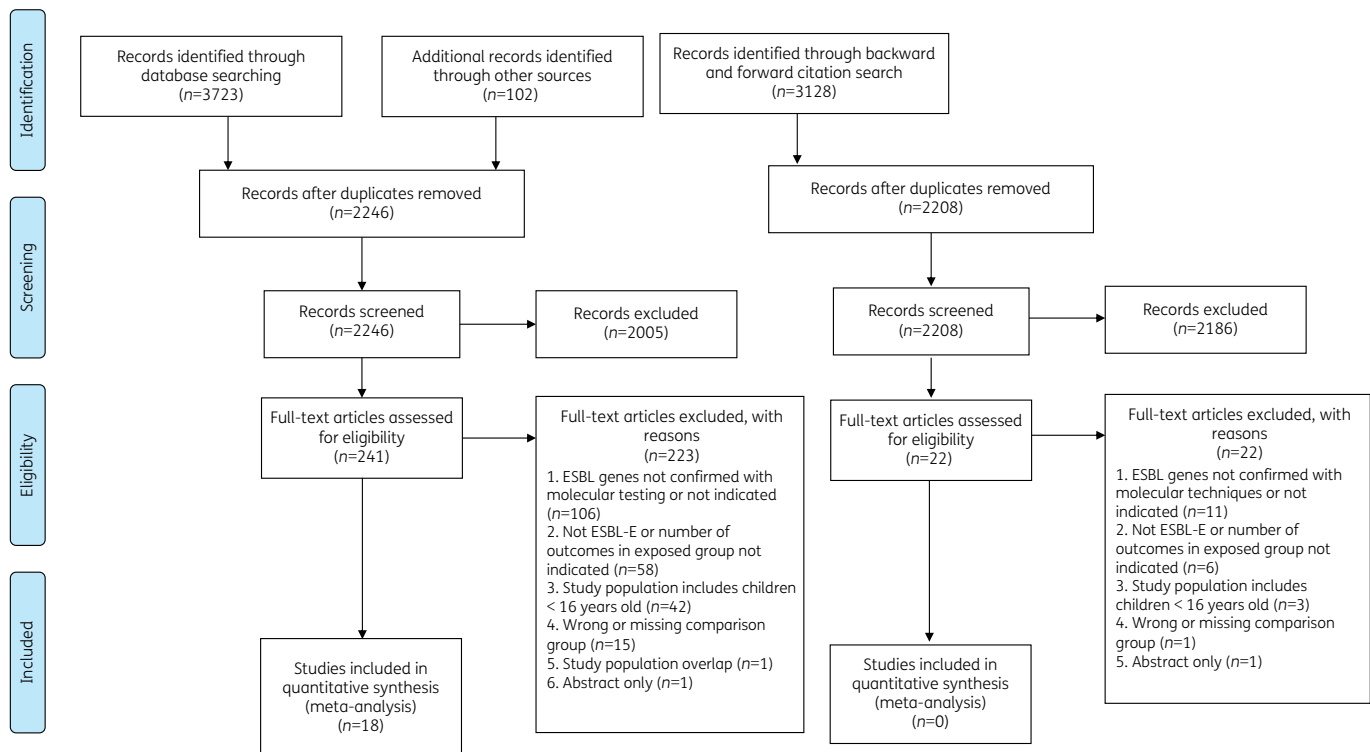 Identification
Records identified through
database searching
(n=3723)
Additional records identified
through other sources
(n=102)
Records identified through backward
and forward citation search
(n=3128)
Screening
Records after duplicates removed
(n=2246)
Records after duplicates removed
(n=2208)
Records screened
(n=2246)
Records excluded
(n=2005)
Records screened
(n=2208)
Records excluded
(n=2186)
Eligibility
Full-text articles assessed
for eligibility
(n=241)
Full-text articles excluded, with
reasons
(n=223)
1. ESBL genes not confirmed with
molecular testing or not indicated
(n=106)
2. Not ESBL-E or number of
outcomes in exposed group not
indicated (n=58)
3. Study population includes children
< 16 years old (n=42)
4. Wrong or missing comparison
group (n=15)
5. Study population overlap (n=1)
6. Abstract only (n=1)
Full-text articles assessed
for eligibility
(n=22)
Full-text articles excluded, with
reasons
(n=22)
1. ESBL genes not confirmed with
molecular techniques or not
indicated (n=11)
2. Not ESBL-E or number of
outcomes in exposed group not
indicated (n=6)
3. Study population includes
children < 16 years old (n=3)
4. Wrong or missing comparison
group (n=1)
5. Abstract only (n=1)
Included
Studies included in
quantitative synthesis
(meta-analysis)
(n=18)
Studies included in
quantitative synthesis
(meta-analysis)
(n=0)